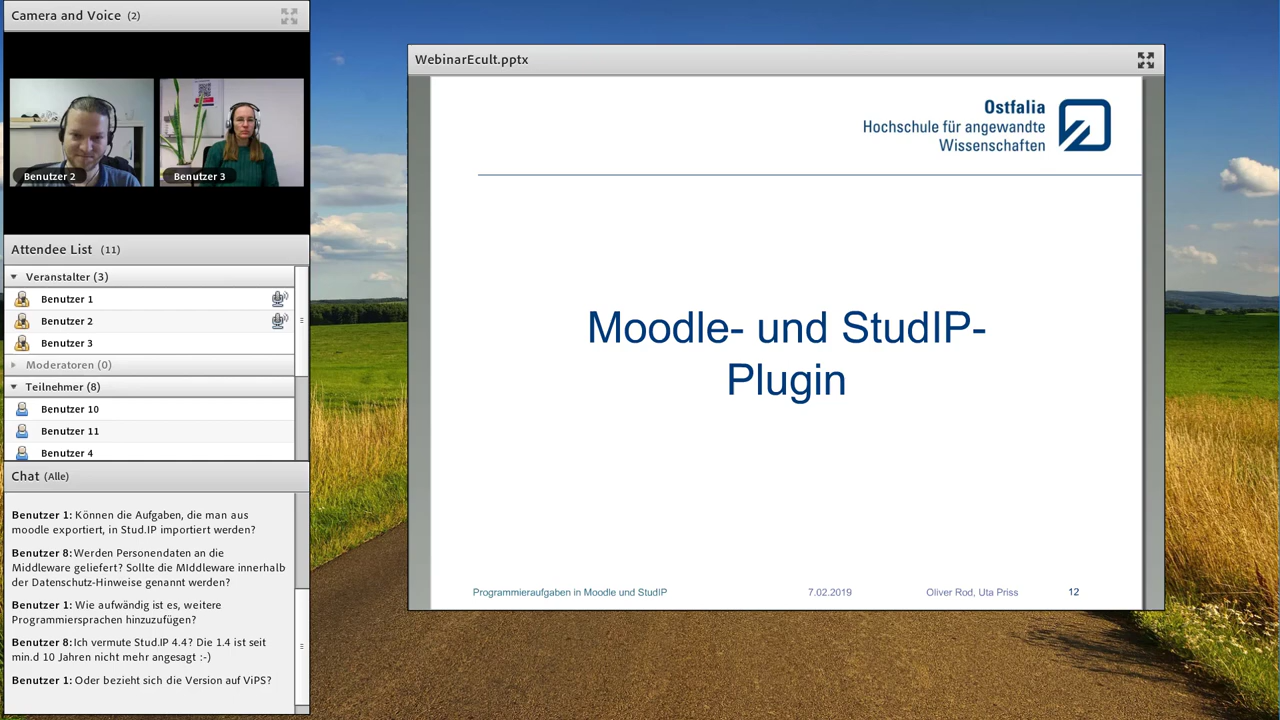 Camera and Voice (2)
Benutzer 2
Benutzer 3
Attendee List (11)
Veranstalter (3)
Benutzer 1
Benutzer 2
Benutzer 3
Moderatoren (0)
Teilnehmer (8)
Benutzer 10
Benutzer 11
Benutzer 4
Chat (Alle)
Benutzer 1: Können die Aufgaben, die man aus
moodle exportiert, in Stud.IP importiert werden?
Benutzer 8: Werden Personendaten an die
Middleware geliefert? Sollte die MIddleware innerhalb
der Datenschutz-Hinweise genannt werden?
Benutzer 1: Wie aufwändig ist es, weitere
Programmiersprachen hinzuzufügen?
Benutzer 8: Ich vermute Stud.IP 4.4? Die 1.4 ist seit
min.d 10 Jahren nicht mehr angesagt :-)
Benutzer 1: Oder bezieht sich die Version auf ViPS?
WebinarEcult.pptx
Ostfalia
Hochschule für angewandte
Wissenschaften
Moodle- und StudIP-
Plugin
Programmieraufgaben in Moodle und StudIP 7.02.2019 Oliver Rod, Uta Priss 12